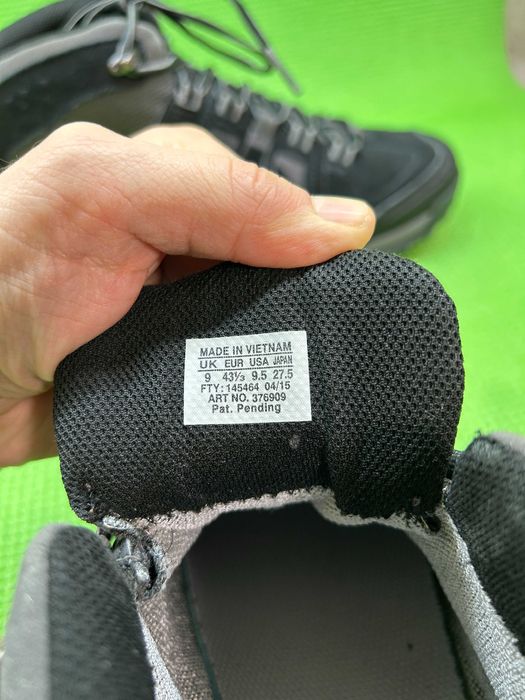 MADE IN VIETNAM
UK EUR USA JAPAN
9 43⅓ 9.5 27.5
FTY: 145464 04/15
ART NO. 376909
Pat. Pending